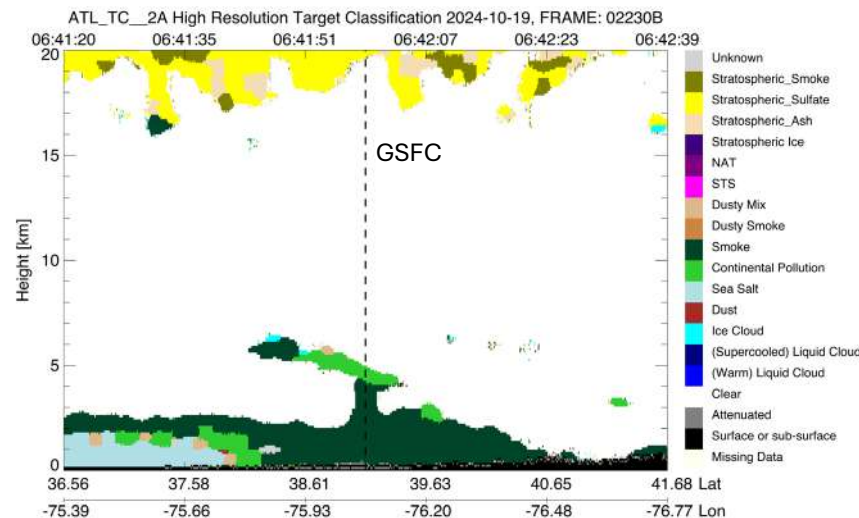 ATL_TC__2A High Resolution Target Classification 2024-10-19, FRAME: 02230B
06:41:20 06:41:35 06:41:51 06:42:07 06:42:23 06:42:39
20
15
10
5
0
Height [km]
GSFC
36.56 37.58 38.61 39.63 40.65 41.68 Lat
-75.39 -75.66 -75.93 -76.20 -76.48 -76.77 Lon
Unknown
Stratospheric_Smoke
Stratospheric_Sulfate
Stratospheric_Ash
Stratospheric Ice
NAT
STS
Dusty Mix
Dusty Smoke
Smoke
Continental Pollution
Sea Salt
Dust
Ice Cloud
(Supercooled) Liquid Cloud
(Warm) Liquid Cloud
Clear
Attenuated
Surface or sub-surface
Missing Data